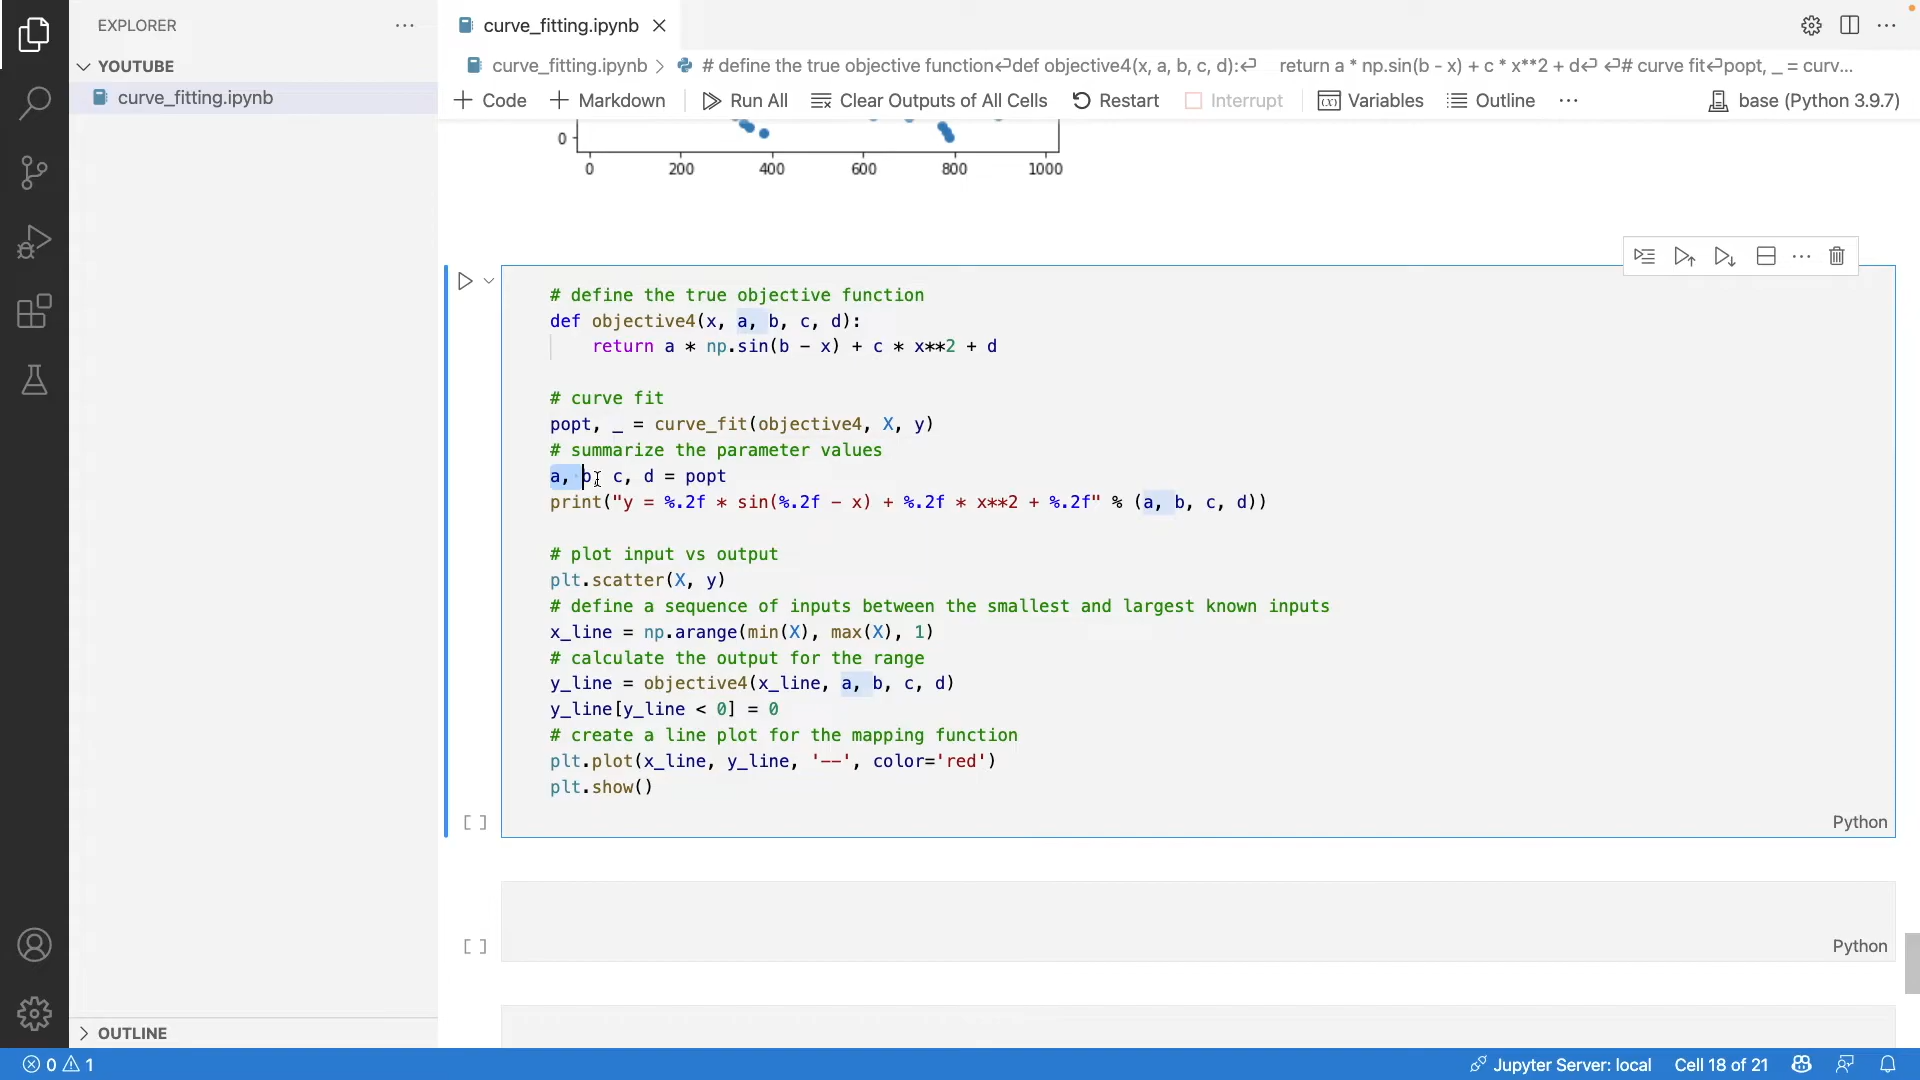 EXPLORER
YOUTUBE
curve_fitting.ipynb
OUTLINE
curve_fitting.ipynb
curve_fitting.ipynb > # define the true objective function↵def objective4(x, a, b, c, d):↵ return a * np.sin(b - x) + c * x**2 + d↵ ↵# curve fit↵popt, _ = curv...
+ Code + Markdown Run All Clear Outputs of All Cells Restart Interrupt Variables Outline ... base (Python 3.9.7)
0
0 200 400 600 800 1000
# define the true objective function
def objective4(x, a, b, c, d):
return a * np.sin(b - x) + c * x**2 + d
# curve fit
popt, _ = curve_fit(objective4, X, y)
# summarize the parameter values
a, b, c, d = popt
print("y = %.2f * sin(%.2f - x) + %.2f * x**2 + %.2f" % (a, b, c, d))
# plot input vs output
plt.scatter(X, y)
# define a sequence of inputs between the smallest and largest known inputs
x_line = np.arange(min(X), max(X), 1)
# calculate the output for the range
y_line = objective4(x_line, a, b, c, d)
y_line[y_line < 0] = 0
# create a line plot for the mapping function
plt.plot(x_line, y_line, '--', color='red')
plt.show()
[ ] Python
[ ] Python
0 1 Jupyter Server: local Cell 18 of 21